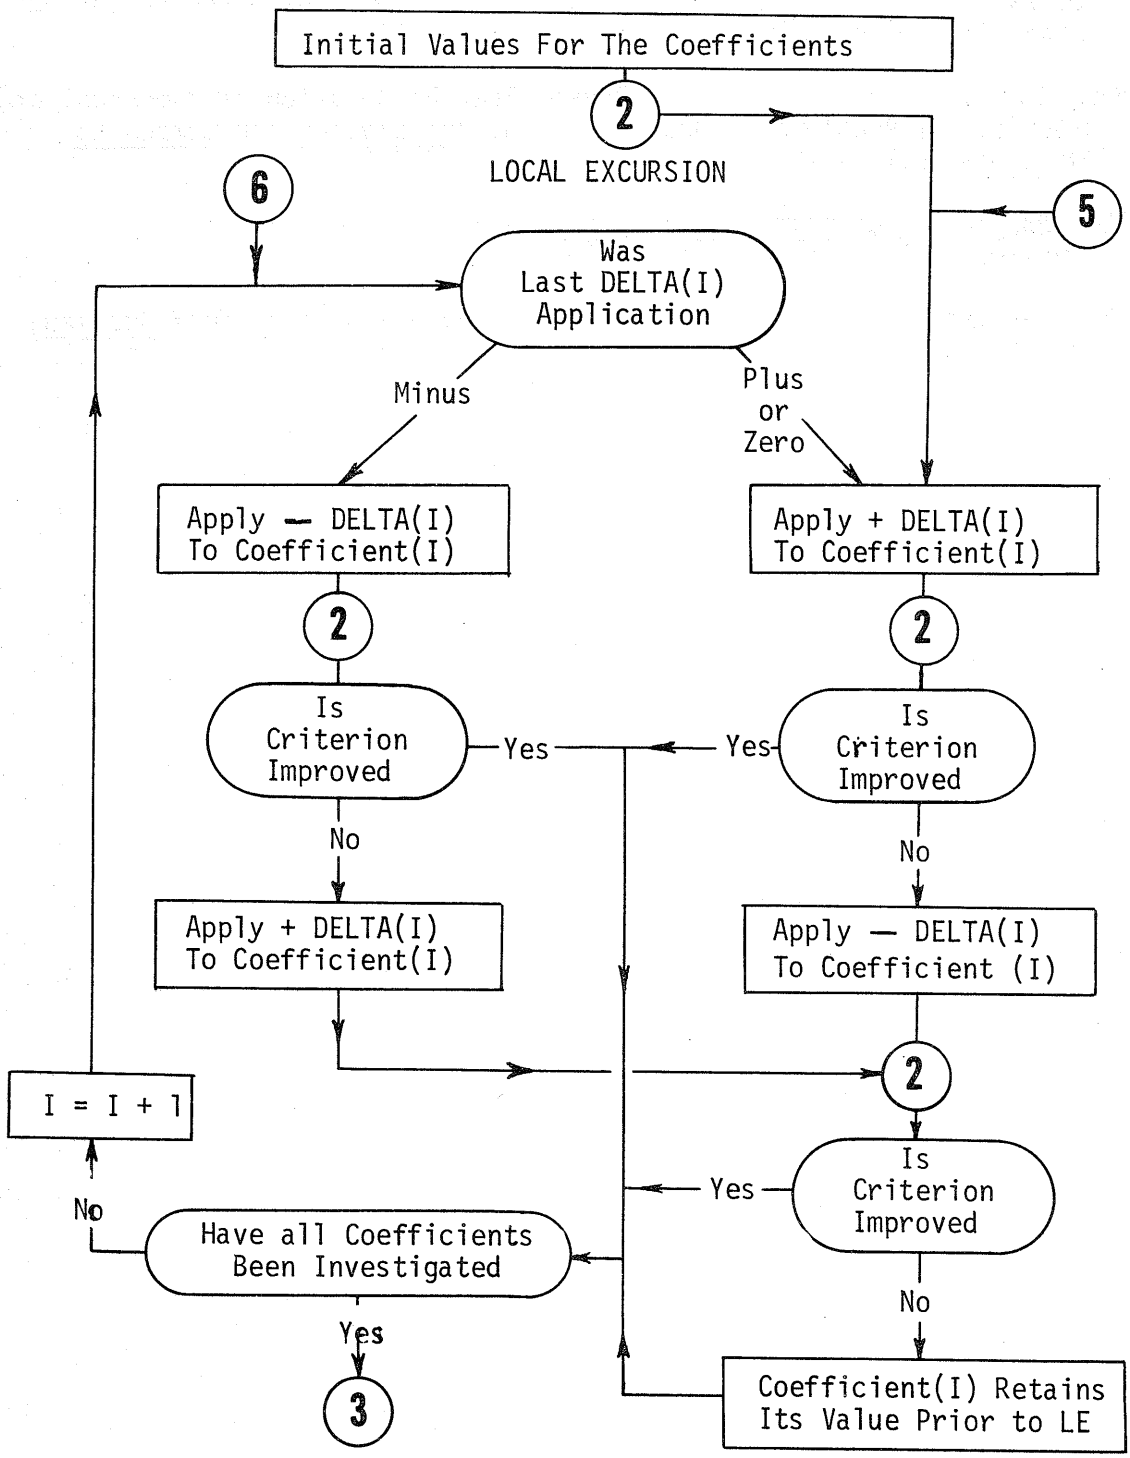 Initial Values For The Coefficients
2
LOCAL EXCURSION
6
5
Was
Last DELTA(I)
Application
Minus
Plus
or
Zero
Apply — DELTA(I)
To Coefficient(I)
Apply + DELTA(I)
To Coefficient(I)
2
2
Is
Criterion
Improved
Yes
Yes
Is
Criterion
Improved
No
No
Apply + DELTA(I)
To Coefficient(I)
Apply — DELTA(I)
To Coefficient (I)
2
I = I + 1
Is
Criterion
Improved
Yes
No
Have all Coefficients
Been Investigated
No
Yes
Coefficient(I) Retains
Its Value Prior to LE
3